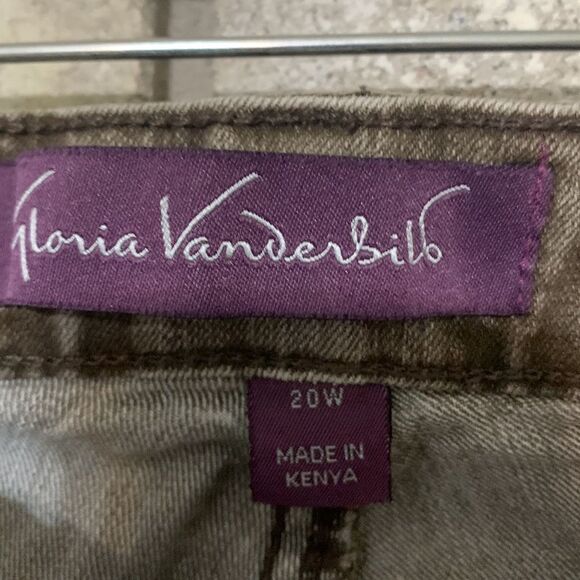 Gloria Vanderbilt
20W
MADE IN
KENYA